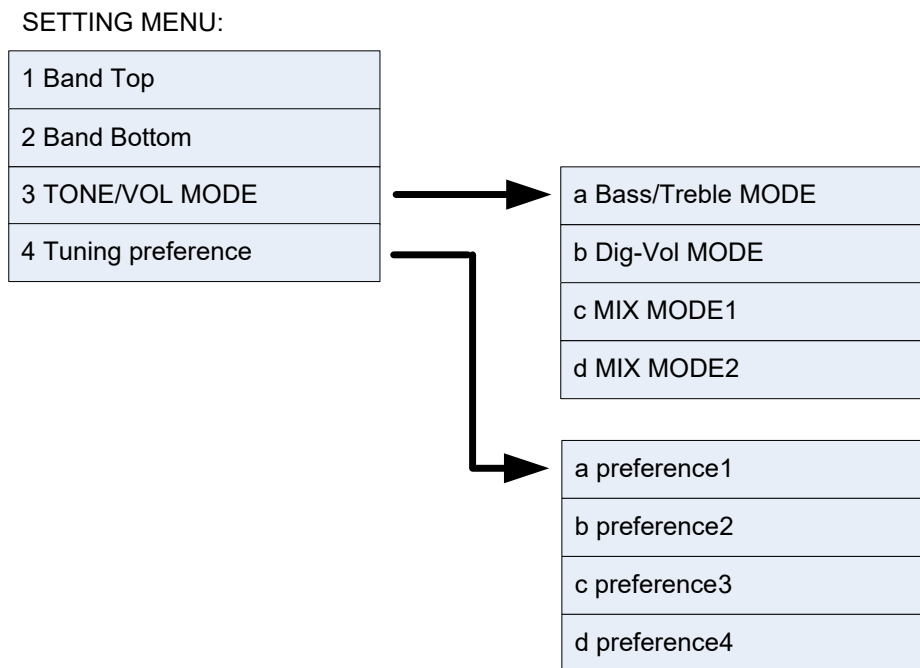 SETTING MENU:
1 Band Top
2 Band Bottom
3 TONE/VOL MODE
4 Tuning preference
a Bass/Treble MODE
b Dig-Vol MODE
c MIX MODE1
d MIX MODE2
a preference1
b preference2
c preference3
d preference4